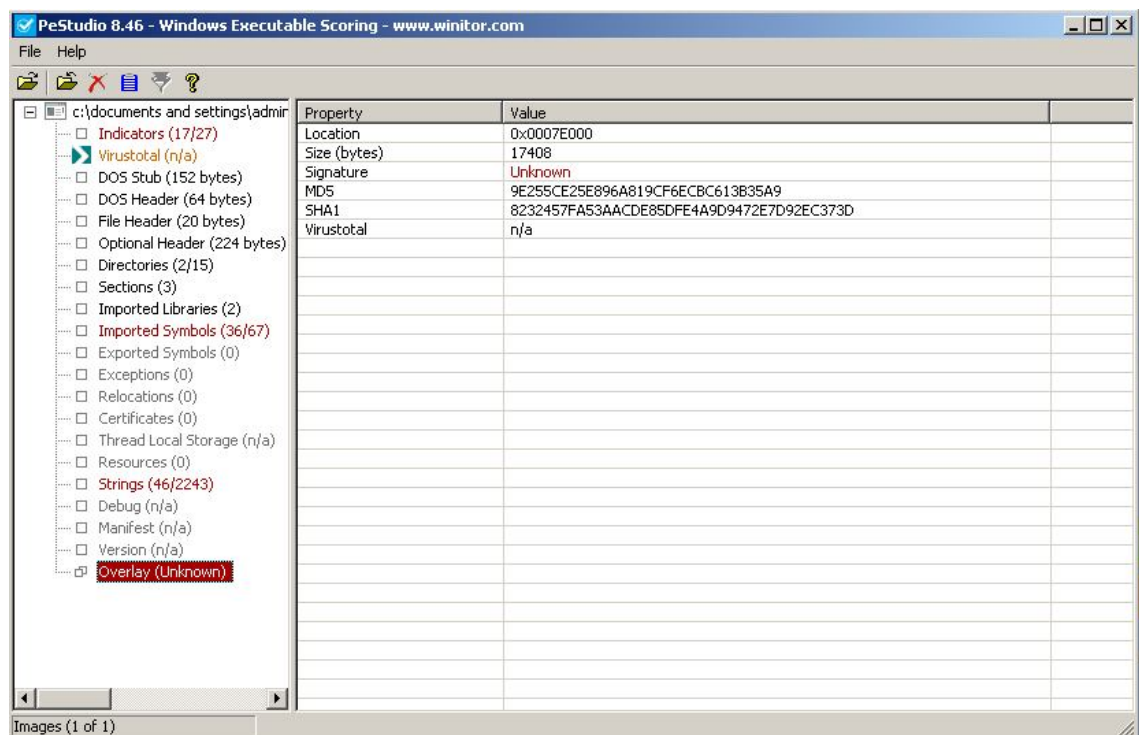 PeStudio 8.46 - Windows Executable Scoring - www.winitor.com
File Help
c:\documents and settings\admir
Indicators (17/27)
Virustotal (n/a)
DOS Stub (152 bytes)
DOS Header (64 bytes)
File Header (20 bytes)
Optional Header (224 bytes)
Directories (2/15)
Sections (3)
Imported Libraries (2)
Imported Symbols (36/67)
Exported Symbols (0)
Exceptions (0)
Relocations (0)
Certificates (0)
Thread Local Storage (n/a)
Resources (0)
Strings (46/2243)
Debug (n/a)
Manifest (n/a)
Version (n/a)
Overlay (Unknown)
Property Value
Location 0x0007E000
Size (bytes) 17408
Signature Unknown
MD5 9E255CE25E896A819CF6ECBC613B35A9
SHA1 8232457FA53AACDE85DFE4A9D9472E7D92EC373D
Virustotal n/a
Images (1 of 1)